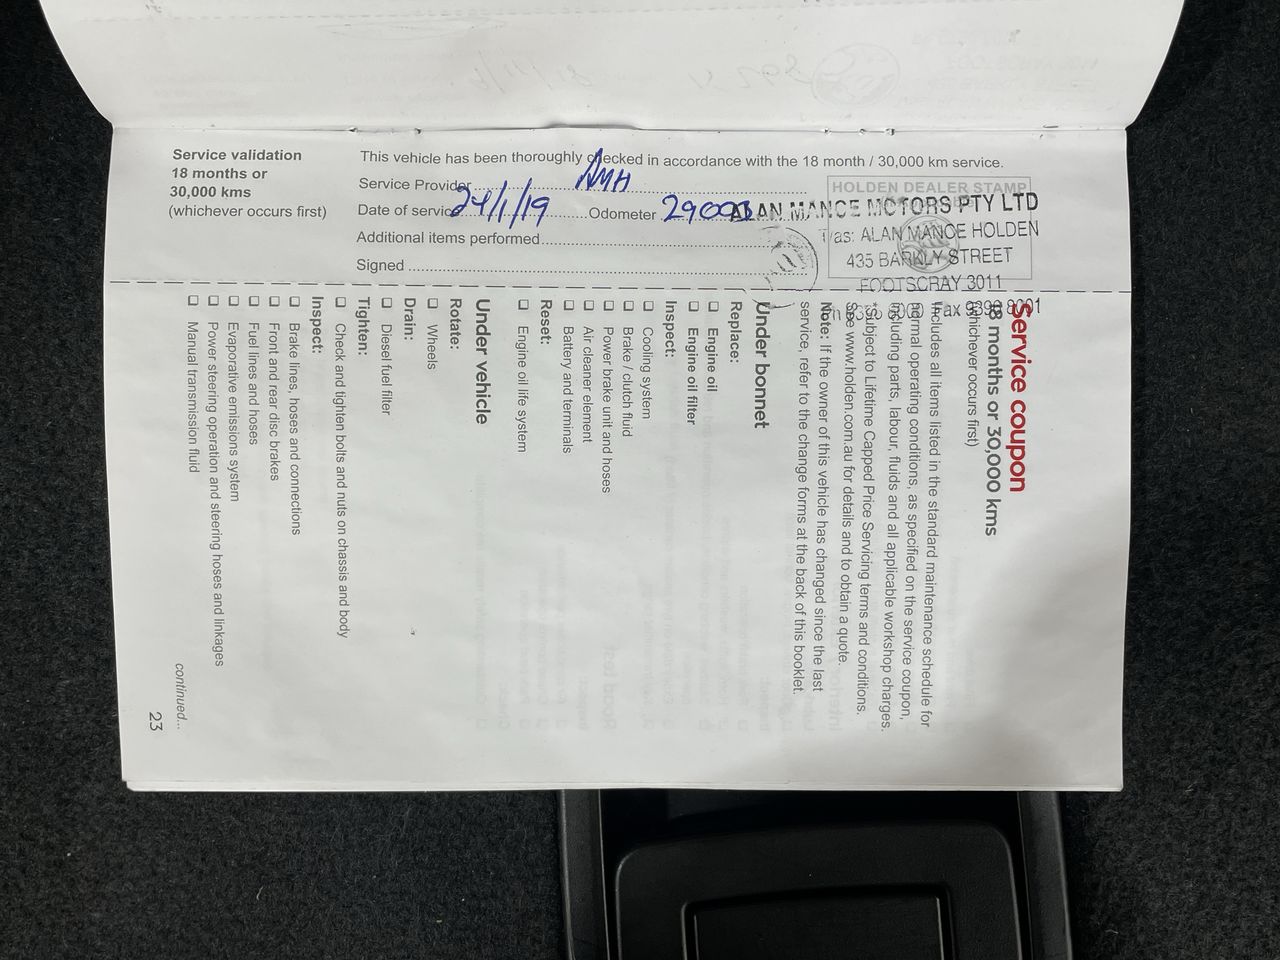 Service validation
18 months or
30,000 kms
(whichever occurs first)
This vehicle has been thoroughly checked in accordance with the 18 month / 30,000 km service.
Service Provider AMH
Date of service 24/1/19 Odometer 29003
Additional items performed
Signed
HOLDEN DEALER STAMP
ALAN MANCE MOTORS PTY LTD
T/as: ALAN MANCE HOLDEN
435 BARKLY STREET
FOOTSCRAY 3011
Service coupon
18 months or 30,000 kms
(whichever occurs first)
Includes all items listed in the standard maintenance schedule for
normal operating conditions, as specified on the service coupon,
including parts, labour, fluids and all applicable workshop charges.
Subject to Lifetime Capped Price Servicing terms and conditions.
See www.holden.com.au for details and to obtain a quote.
Note: If the owner of this vehicle has changed since the last
service, refer to the change forms at the back of this booklet.
Under bonnet
Replace:
❑ Engine oil
❑ Engine oil filter
Inspect:
❑ Cooling system
❑ Brake / clutch fluid
❑ Power brake unit and hoses
❑ Air cleaner element
❑ Battery and terminals
Reset:
❑ Engine oil life system
Under vehicle
Rotate:
❑ Wheels
Drain:
❑ Diesel fuel filter
Tighten:
❑ Check and tighten bolts and nuts on chassis and body
Inspect:
❑ Brake lines, hoses and connections
❑ Front and rear disc brakes
❑ Fuel lines and hoses
❑ Evaporative emissions system
❑ Power steering operation and steering hoses and linkages
❑ Manual transmission fluid
continued...
23